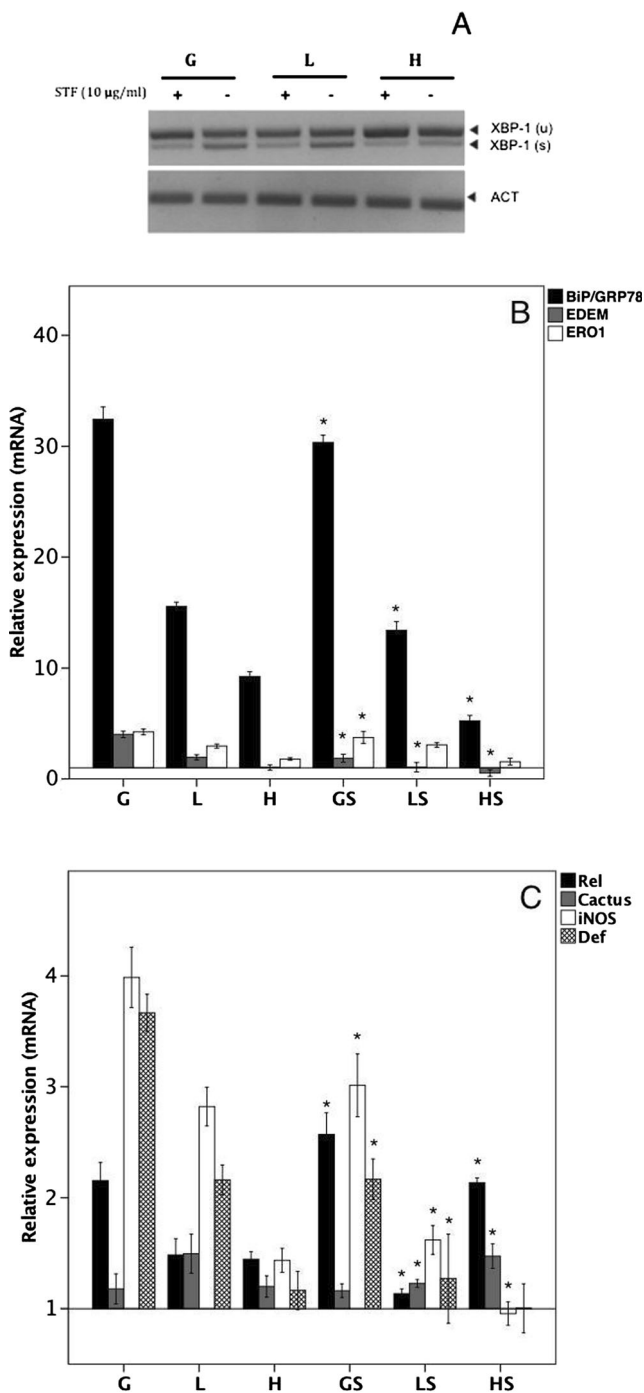 A
G L H
STF (10 µg/ml) + - + - + -
XBP-1 (u)
XBP-1 (s)
ACT
B
BiP/GRP78
EDEM
ERO1
Relative expression (mRNA)
40
30
20
10
0
* * * * * * *
G L H GS LS HS
C
Rel
Cactus
iNOS
Def
Relative expression (mRNA)
4
3
2
1
* * * * * * * * * *
G L H GS LS HS